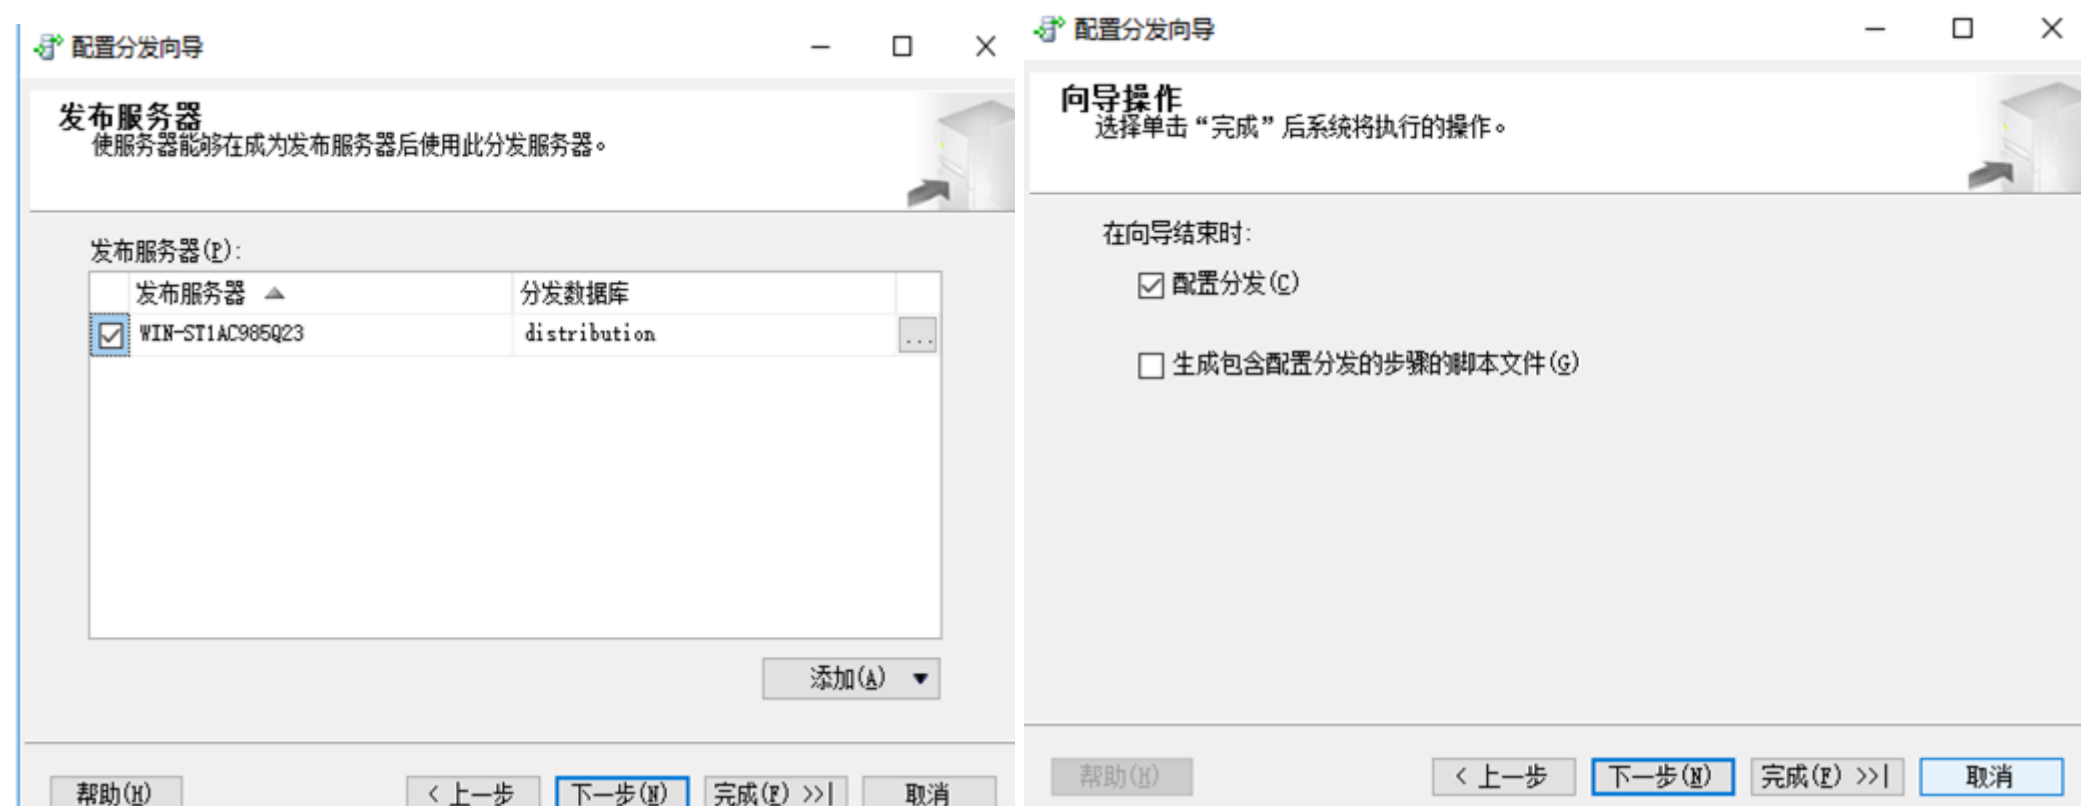 配置分发向导
发布服务器
使服务器能够在成为发布服务器后使用此分发服务器。
发布服务器(P):
发布服务器 分发数据库
WIN-ST1AC985Q23 distribution ...
添加(A)
帮助(H) < 上一步 下一步(N) 完成(F) >>| 取消
配置分发向导
向导操作
选择单击“完成”后系统将执行的操作。
在向导结束时:
配置分发(C)
生成包含配置分发的步骤的脚本文件(G)
帮助(H) < 上一步 下一步(N) 完成(F) >>| 取消